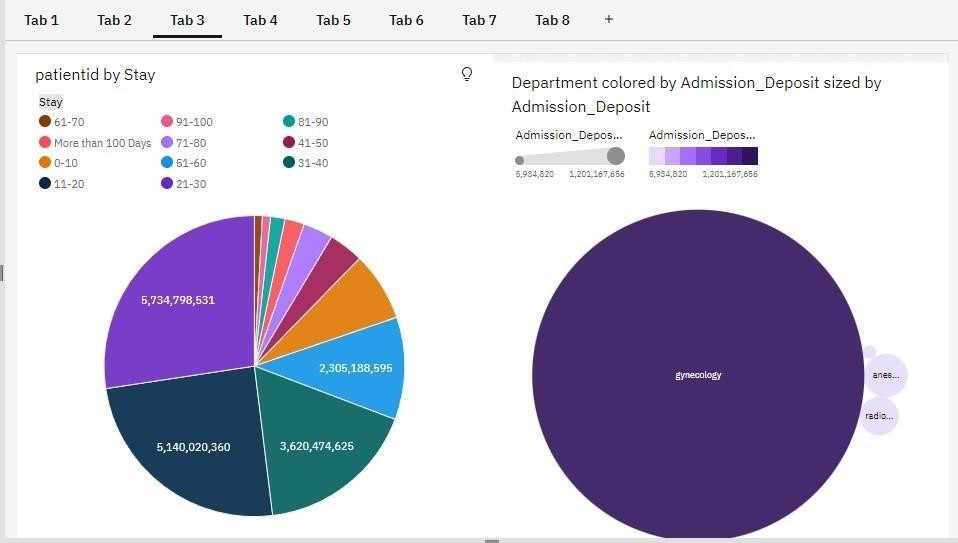 Tab 1 Tab 2 Tab 3 Tab 4 Tab 5 Tab 6 Tab 7 Tab 8 +
patientid by Stay
Stay
61-70 91-100 81-90
More than 100 Days 71-80 41-50
0-10 51-60 31-40
11-20 21-30
5,734,798,531
2,305,188,595
5,140,020,360
3,620,474,625
Department colored by Admission_Deposit sized by
Admission_Deposit
Admission_Depos... Admission_Depos...
5,934,820 1,201,167,656 5,934,820 1,201,167,656
gynecology
anes...
radio...